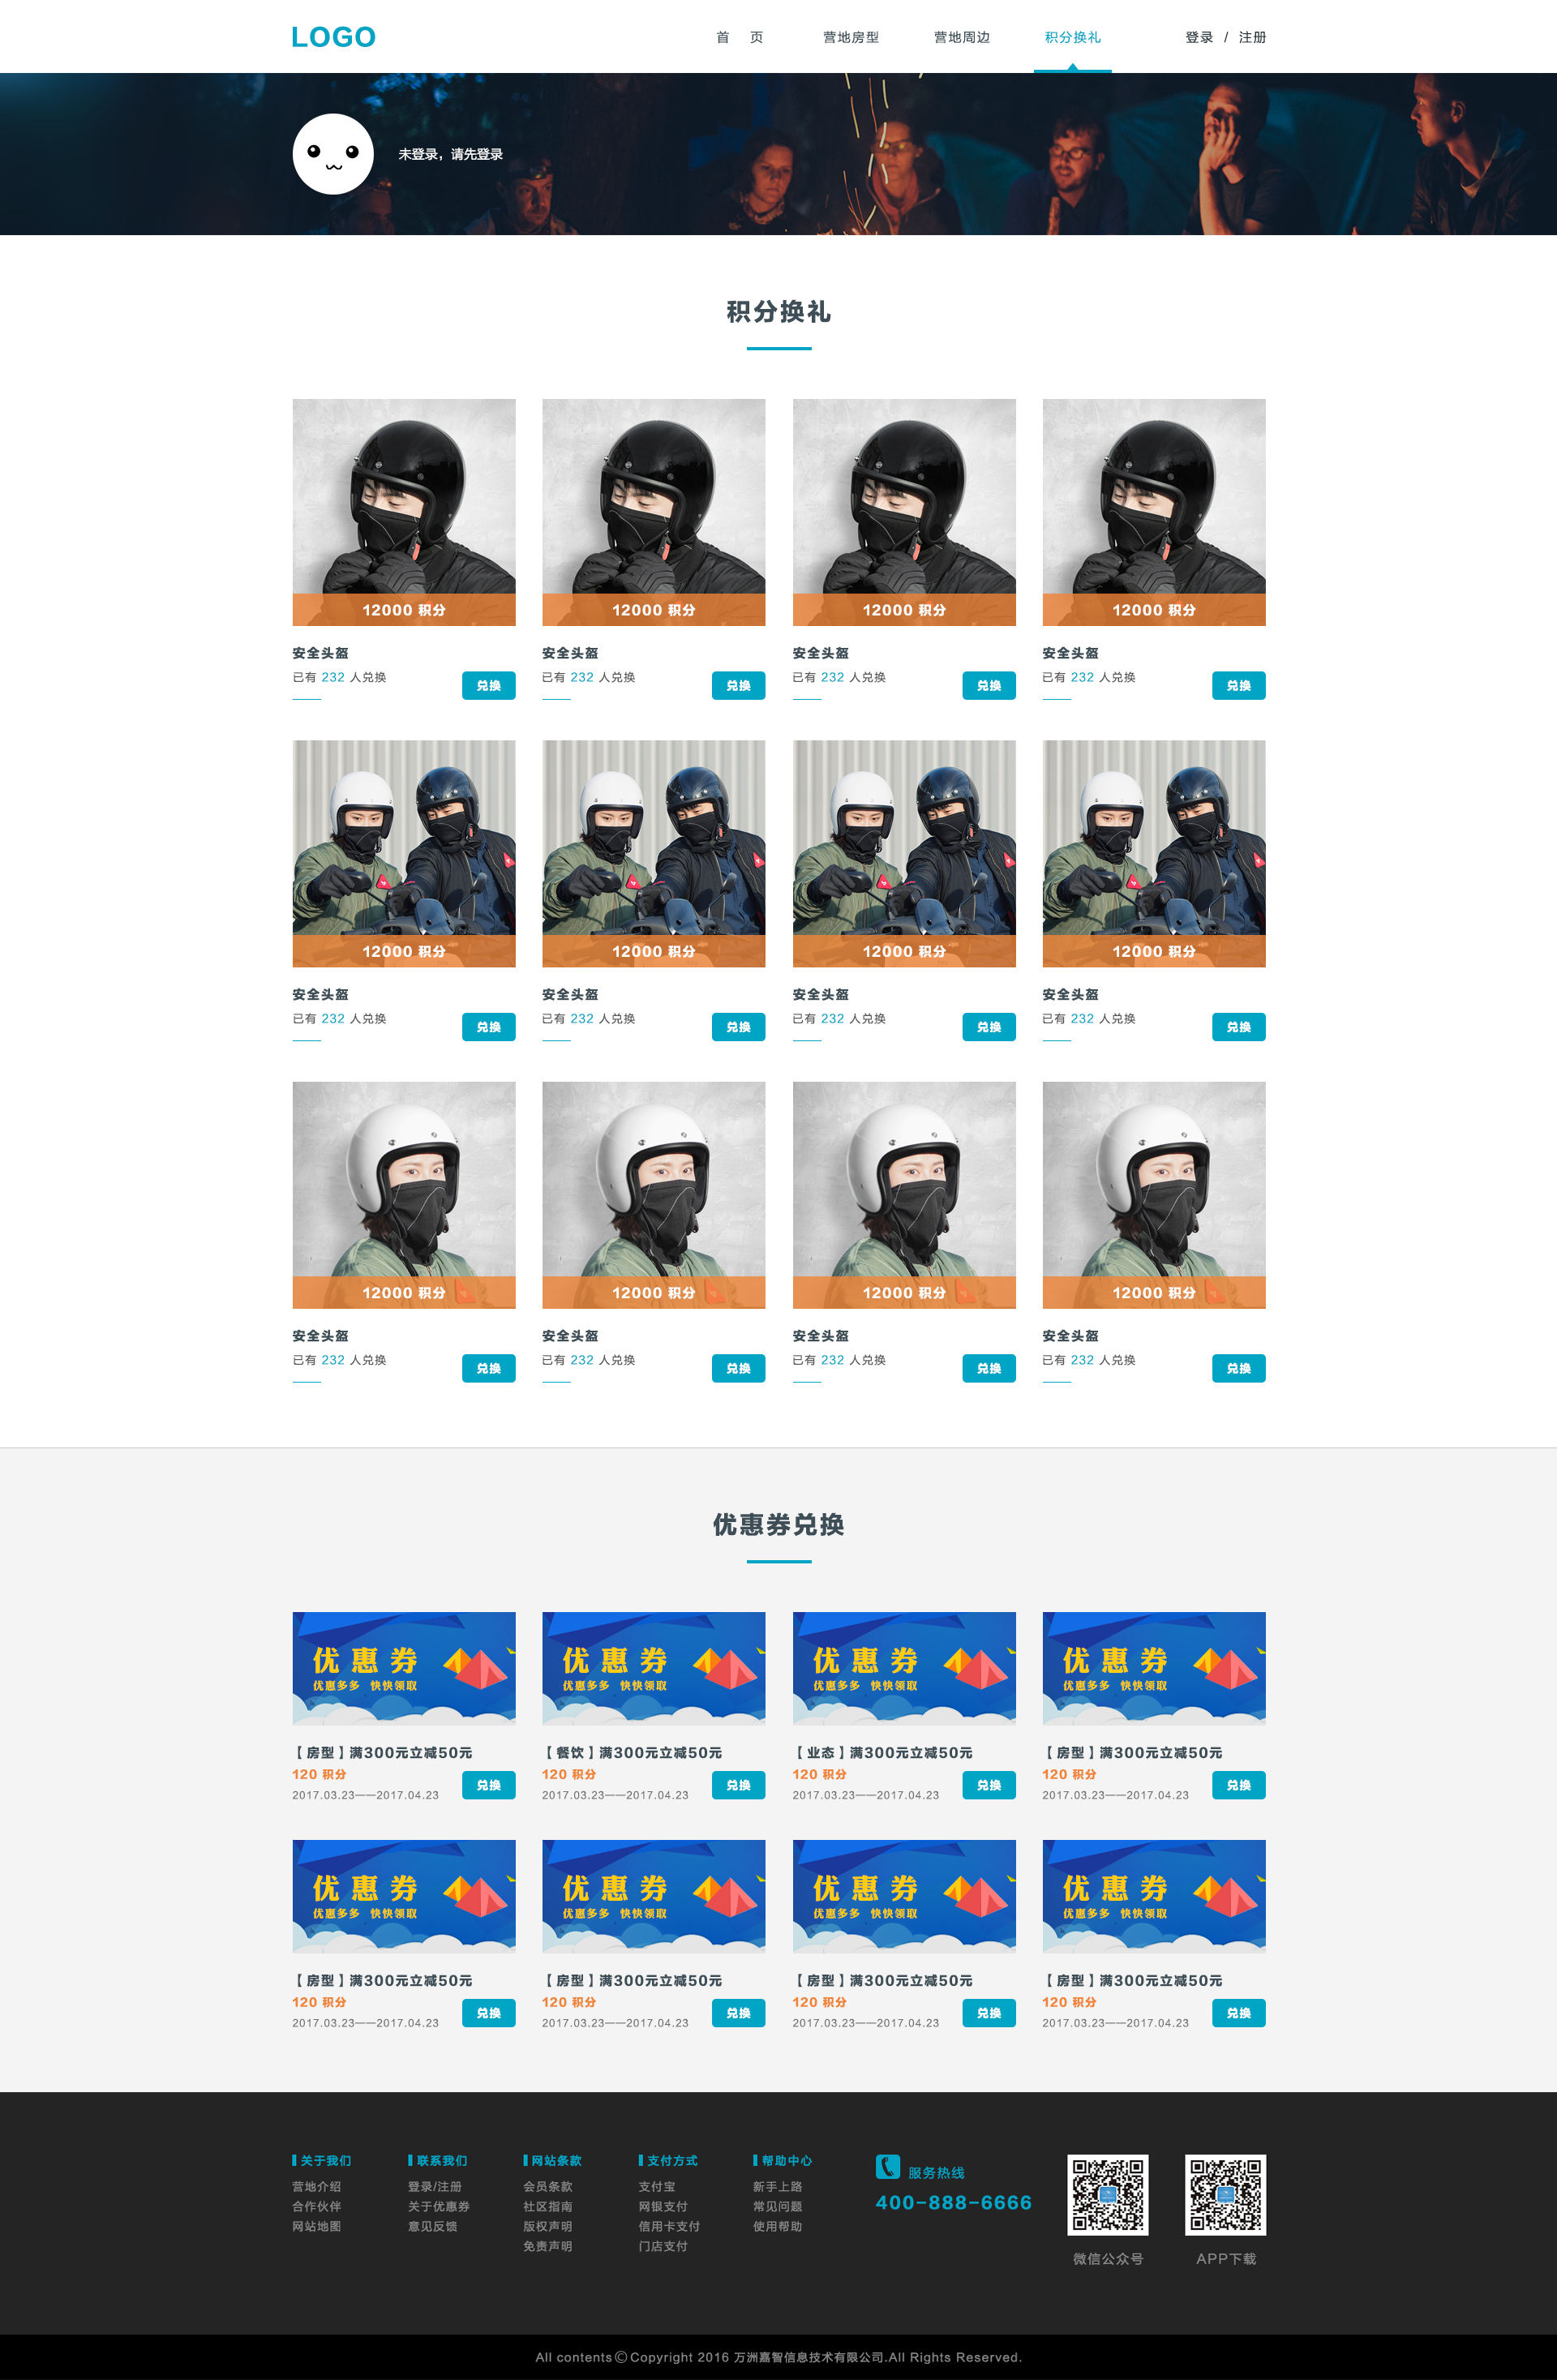 LOGO
首 页 营地房型 营地周边 积分换礼 登录 / 注册
未登录，请先登录
积分换礼
12000 积分 12000 积分 12000 积分 12000 积分
安全头盔 安全头盔 安全头盔 安全头盔
已有 232 人兑换 兑换 已有 232 人兑换 兑换 已有 232 人兑换 兑换 已有 232 人兑换 兑换
12000 积分 12000 积分 12000 积分 12000 积分
安全头盔 安全头盔 安全头盔 安全头盔
已有 232 人兑换 兑换 已有 232 人兑换 兑换 已有 232 人兑换 兑换 已有 232 人兑换 兑换
12000 积分 12000 积分 12000 积分 12000 积分
安全头盔 安全头盔 安全头盔 安全头盔
已有 232 人兑换 兑换 已有 232 人兑换 兑换 已有 232 人兑换 兑换 已有 232 人兑换 兑换
优惠券兑换
优惠券 优惠券 优惠券 优惠券
优惠多多 快快领取 优惠多多 快快领取 优惠多多 快快领取 优惠多多 快快领取
【房型】满300元立减50元 【餐饮】满300元立减50元 【业态】满300元立减50元 【房型】满300元立减50元
120 积分 兑换 120 积分 兑换 120 积分 兑换 120 积分 兑换
2017.03.23——2017.04.23 2017.03.23——2017.04.23 2017.03.23——2017.04.23 2017.03.23——2017.04.23
优惠券 优惠券 优惠券 优惠券
优惠多多 快快领取 优惠多多 快快领取 优惠多多 快快领取 优惠多多 快快领取
【房型】满300元立减50元 【房型】满300元立减50元 【房型】满300元立减50元 【房型】满300元立减50元
120 积分 兑换 120 积分 兑换 120 积分 兑换 120 积分 兑换
2017.03.23——2017.04.23 2017.03.23——2017.04.23 2017.03.23——2017.04.23 2017.03.23——2017.04.23
关于我们 联系我们 网站条款 支付方式 帮助中心 服务热线
营地介绍 登录/注册 会员条款 支付宝 新手上路 400-888-6666
合作伙伴 关于优惠券 社区指南 网银支付 常见问题
网站地图 意见反馈 版权声明 信用卡支付 使用帮助
免责声明 门店支付
微信公众号 APP下载
All contents©Copyright 2016 万洲嘉智信息技术有限公司.All Rights Reserved.